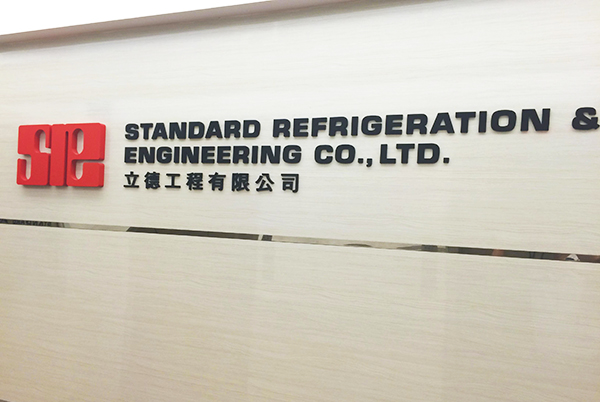 sre STANDARD REFRIGERATION &
ENGINEERING CO., LTD.
立德工程有限公司